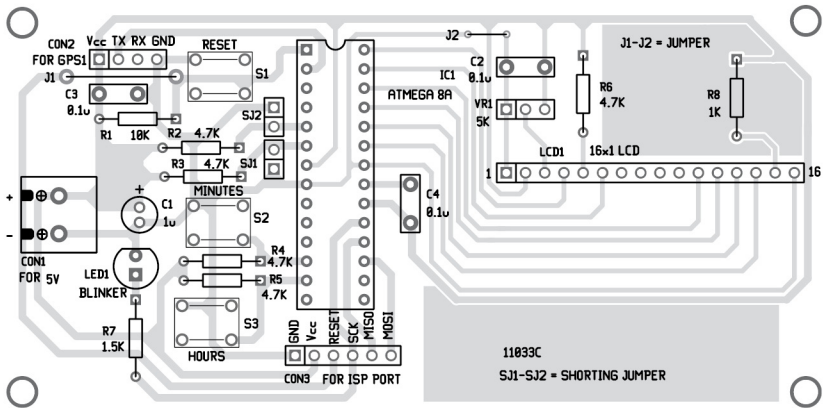 CON2
Vcc TX RX GND
FOR GPS1
J1
C3
0.1u
R1 10K
RESET
S1
R2 4.7K
R3 4.7K
SJ2
SJ1
MINUTES
S2
+
C1
1u
+
-
CON1
FOR 5V
LED1
BLINKER
R4
4.7K
R5
4.7K
S3
HOURS
R7
1.5K
GND
Vcc
RESET
SCK
MISO
MOSI
CON3 FOR ISP PORT
J2
IC1
ATMEGA 8A
C2
0.1u
VR1
5K
R6
4.7K
J1-J2 = JUMPER
R8
1K
LCD1 16x1 LCD
1
16
C4
0.1u
11033C
SJ1-SJ2 = SHORTING JUMPER